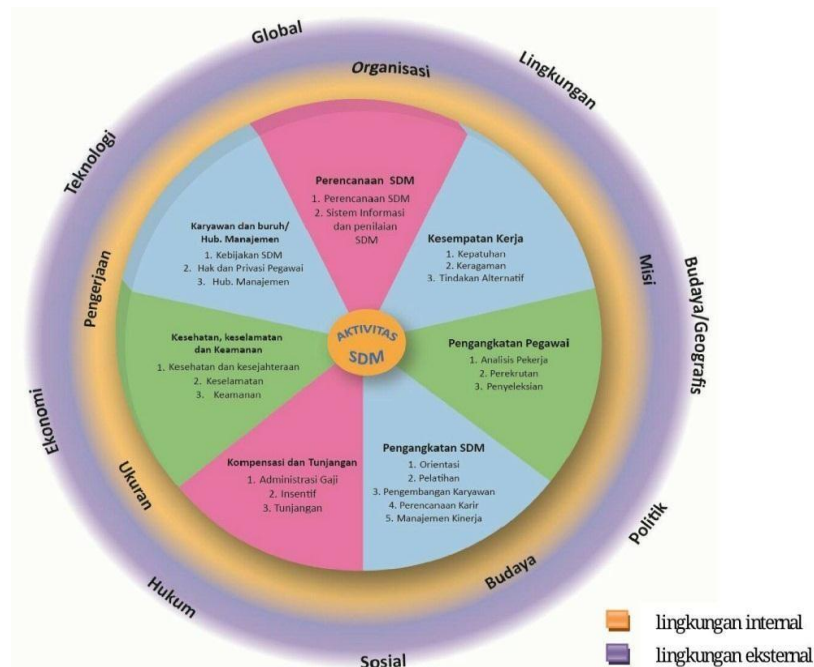 Global
Lingkungan
Organisasi
Teknologi
Perencanaan SDM
1. Perencanaan SDM
2. Sistem Informasi
dan penilaian
SDM
Karyawan dan buruh/
Hub. Manajemen
1. Kebijakan SDM
2. Hak dan Privasi Pegawai
3. Hub. Manajemen
Kesempatan Kerja
1. Kepatuhan
2. Keragaman
3. Tindakan Alternatif
Pengerjaan
Misi
Budaya/Geografis
AKTIVITAS
SDM
Kesehatan, keselamatan
dan Keamanan
1. Kesehatan dan kesejahteraan
2. Keselamatan
3. Keamanan
Pengangkatan Pegawai
1. Analisis Pekerja
2. Perekrutan
3. Penyeleksian
Ekonomi
Kompensasi dan Tunjangan
1. Administrasi Gaji
2. Insentif
3. Tunjangan
Pengangkatan SDM
1. Orientasi
2. Pelatihan
3. Pengembangan Karyawan
4. Perencanaan Karir
5. Manajemen Kinerja
Ukuran
Politik
Budaya
Hukum
Sosial
lingkungan internal
lingkungan eksternal